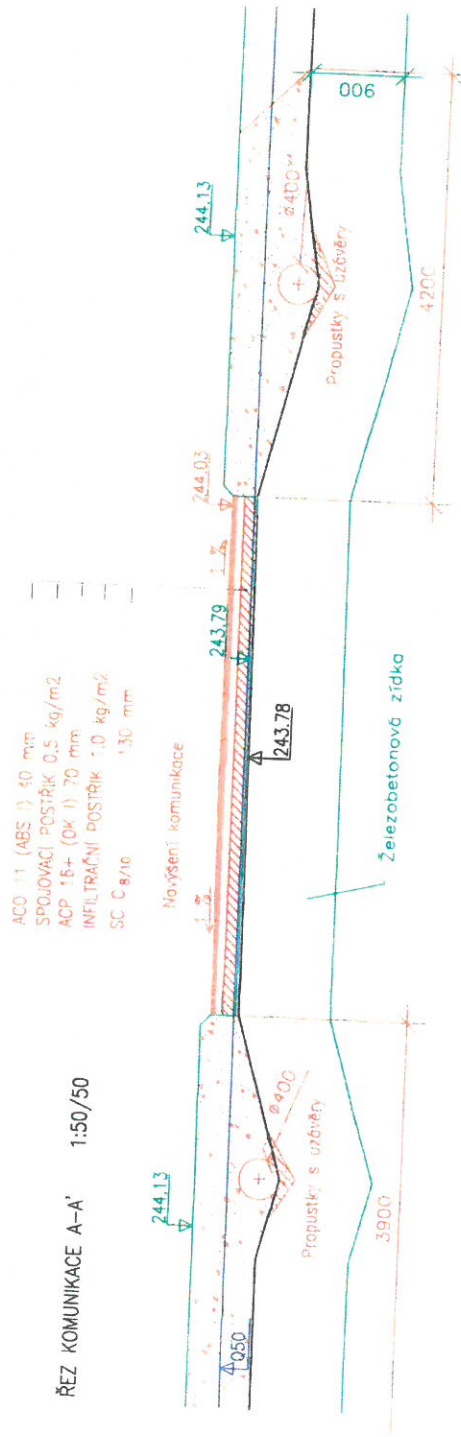 ŘEZ KOMUNIKACE A-A' 1:50/50
ACO 11 (ABS I) 40 mm
SPOJOVACÍ POSTŘIK 0,5 kg/m2
ACP 16+ (OK I) 70 mm
INFILTRAČNÍ POSTŘIK 1,0 kg/m2
SC C 8/10 130 mm
Navýšení komunikace
244.13
Q50
ø400
Propustky s uzávěry
3900
243.79
243.78
Železobetonová zídka
244.03
244.13
ø400
Propustky s uzávěry
4200
900